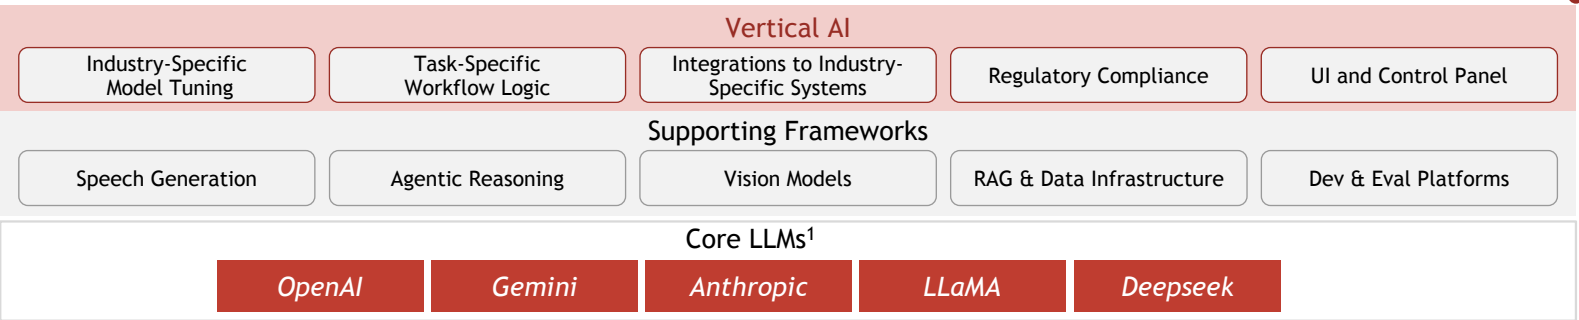 Vertical AI
Industry-Specific
Model Tuning
Task-Specific
Workflow Logic
Integrations to Industry-
Specific Systems
Regulatory Compliance
UI and Control Panel
Supporting Frameworks
Speech Generation
Agentic Reasoning
Vision Models
RAG & Data Infrastructure
Dev & Eval Platforms
Core LLMs¹
OpenAI
Gemini
Anthropic
LLaMA
Deepseek